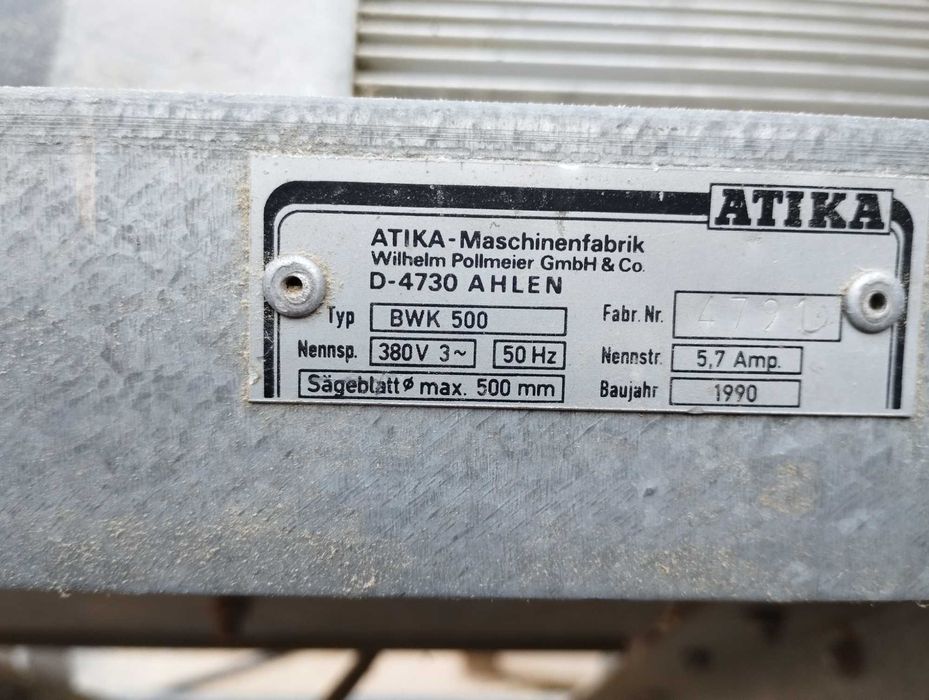 ATIKA
ATIKA-Maschinenfabrik
Wilhelm Pollmeier GmbH & Co.
D-4730 AHLEN
Typ BWK 500 Fabr. Nr.
Nennsp. 380V 3~ 50 Hz Nennstr. 5,7 Amp.
Sägeblatt ø max. 500 mm Baujahr 1990